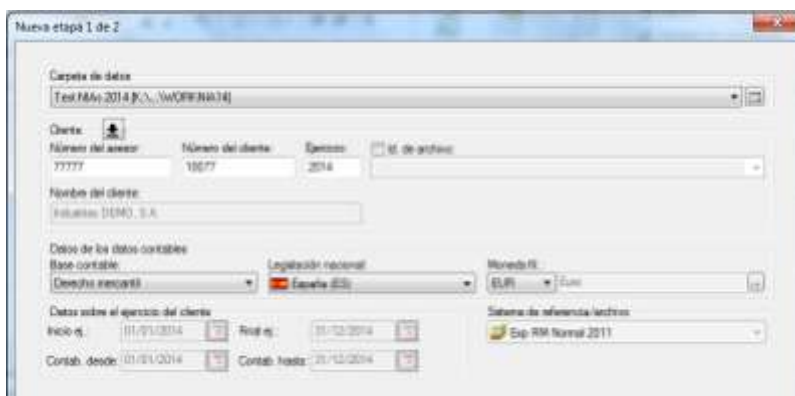 Nueva etapa 1 de 2
Carpeta de datos
Test NIAs 2014
Cliente:
Número del asesor: Número del cliente: Ejercicio: Id. de archivo:
77777 10077 2014
Nombre del cliente:
Industrias DEMO, S.A.
Datos de los datos contables
Base contable: Legislación nacional: Moneda fil.:
Derecho mercantil España (ES) EUR Euro
Datos sobre el ejercicio del cliente Sistema de referencia/archivo
Inicio ej.: 01/01/2014 Final ej.: 31/12/2014 Esp RM Normal 2011
Contab. desde: 01/01/2014 Contab. hasta: 31/12/2014